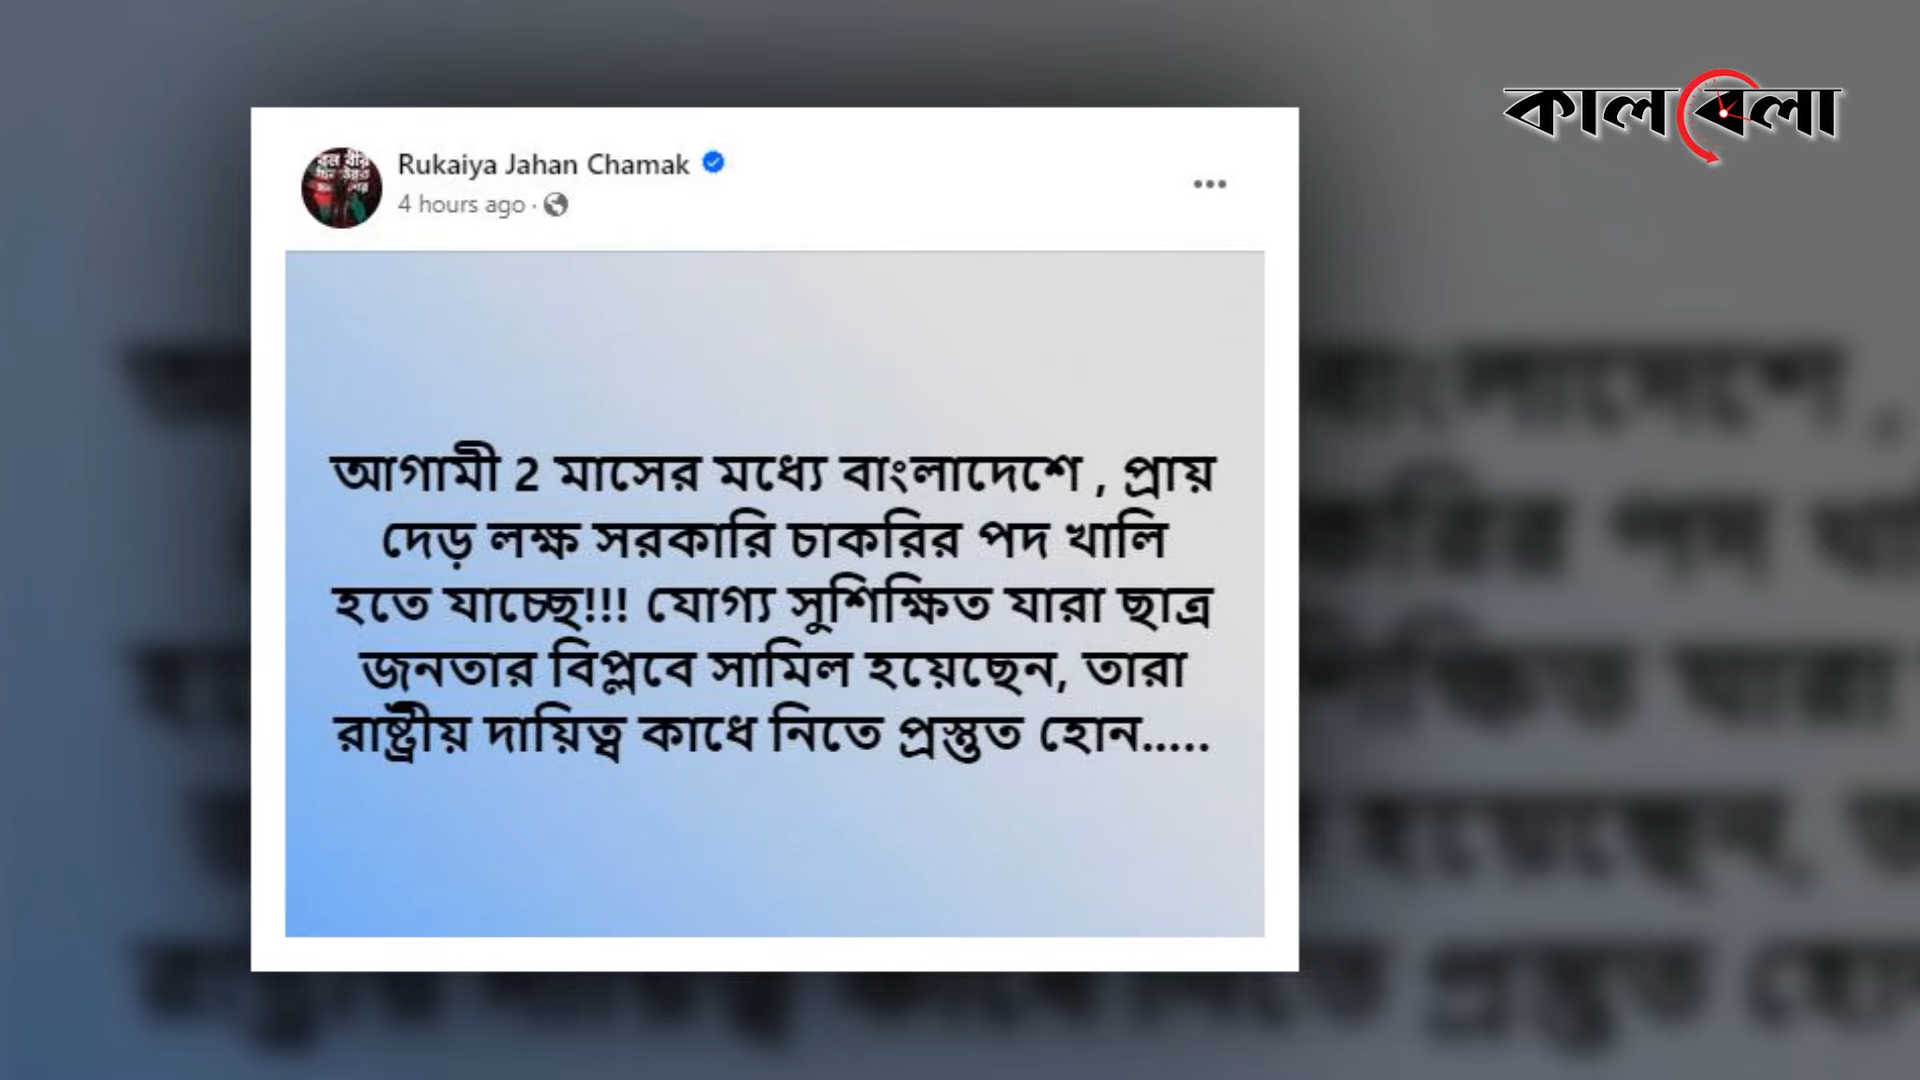 কালবেলা
Rukaiya Jahan Chamak
4 hours ago ·
আগামী 2 মাসের মধ্যে বাংলাদেশে , প্রায়
দেড় লক্ষ সরকারি চাকরির পদ খালি
হতে যাচ্ছে!!! যোগ্য সুশিক্ষিত যারা ছাত্র
জনতার বিপ্লবে সামিল হয়েছেন, তারা
রাষ্ট্রীয় দায়িত্ব কাধে নিতে প্রস্তুত হোন.....